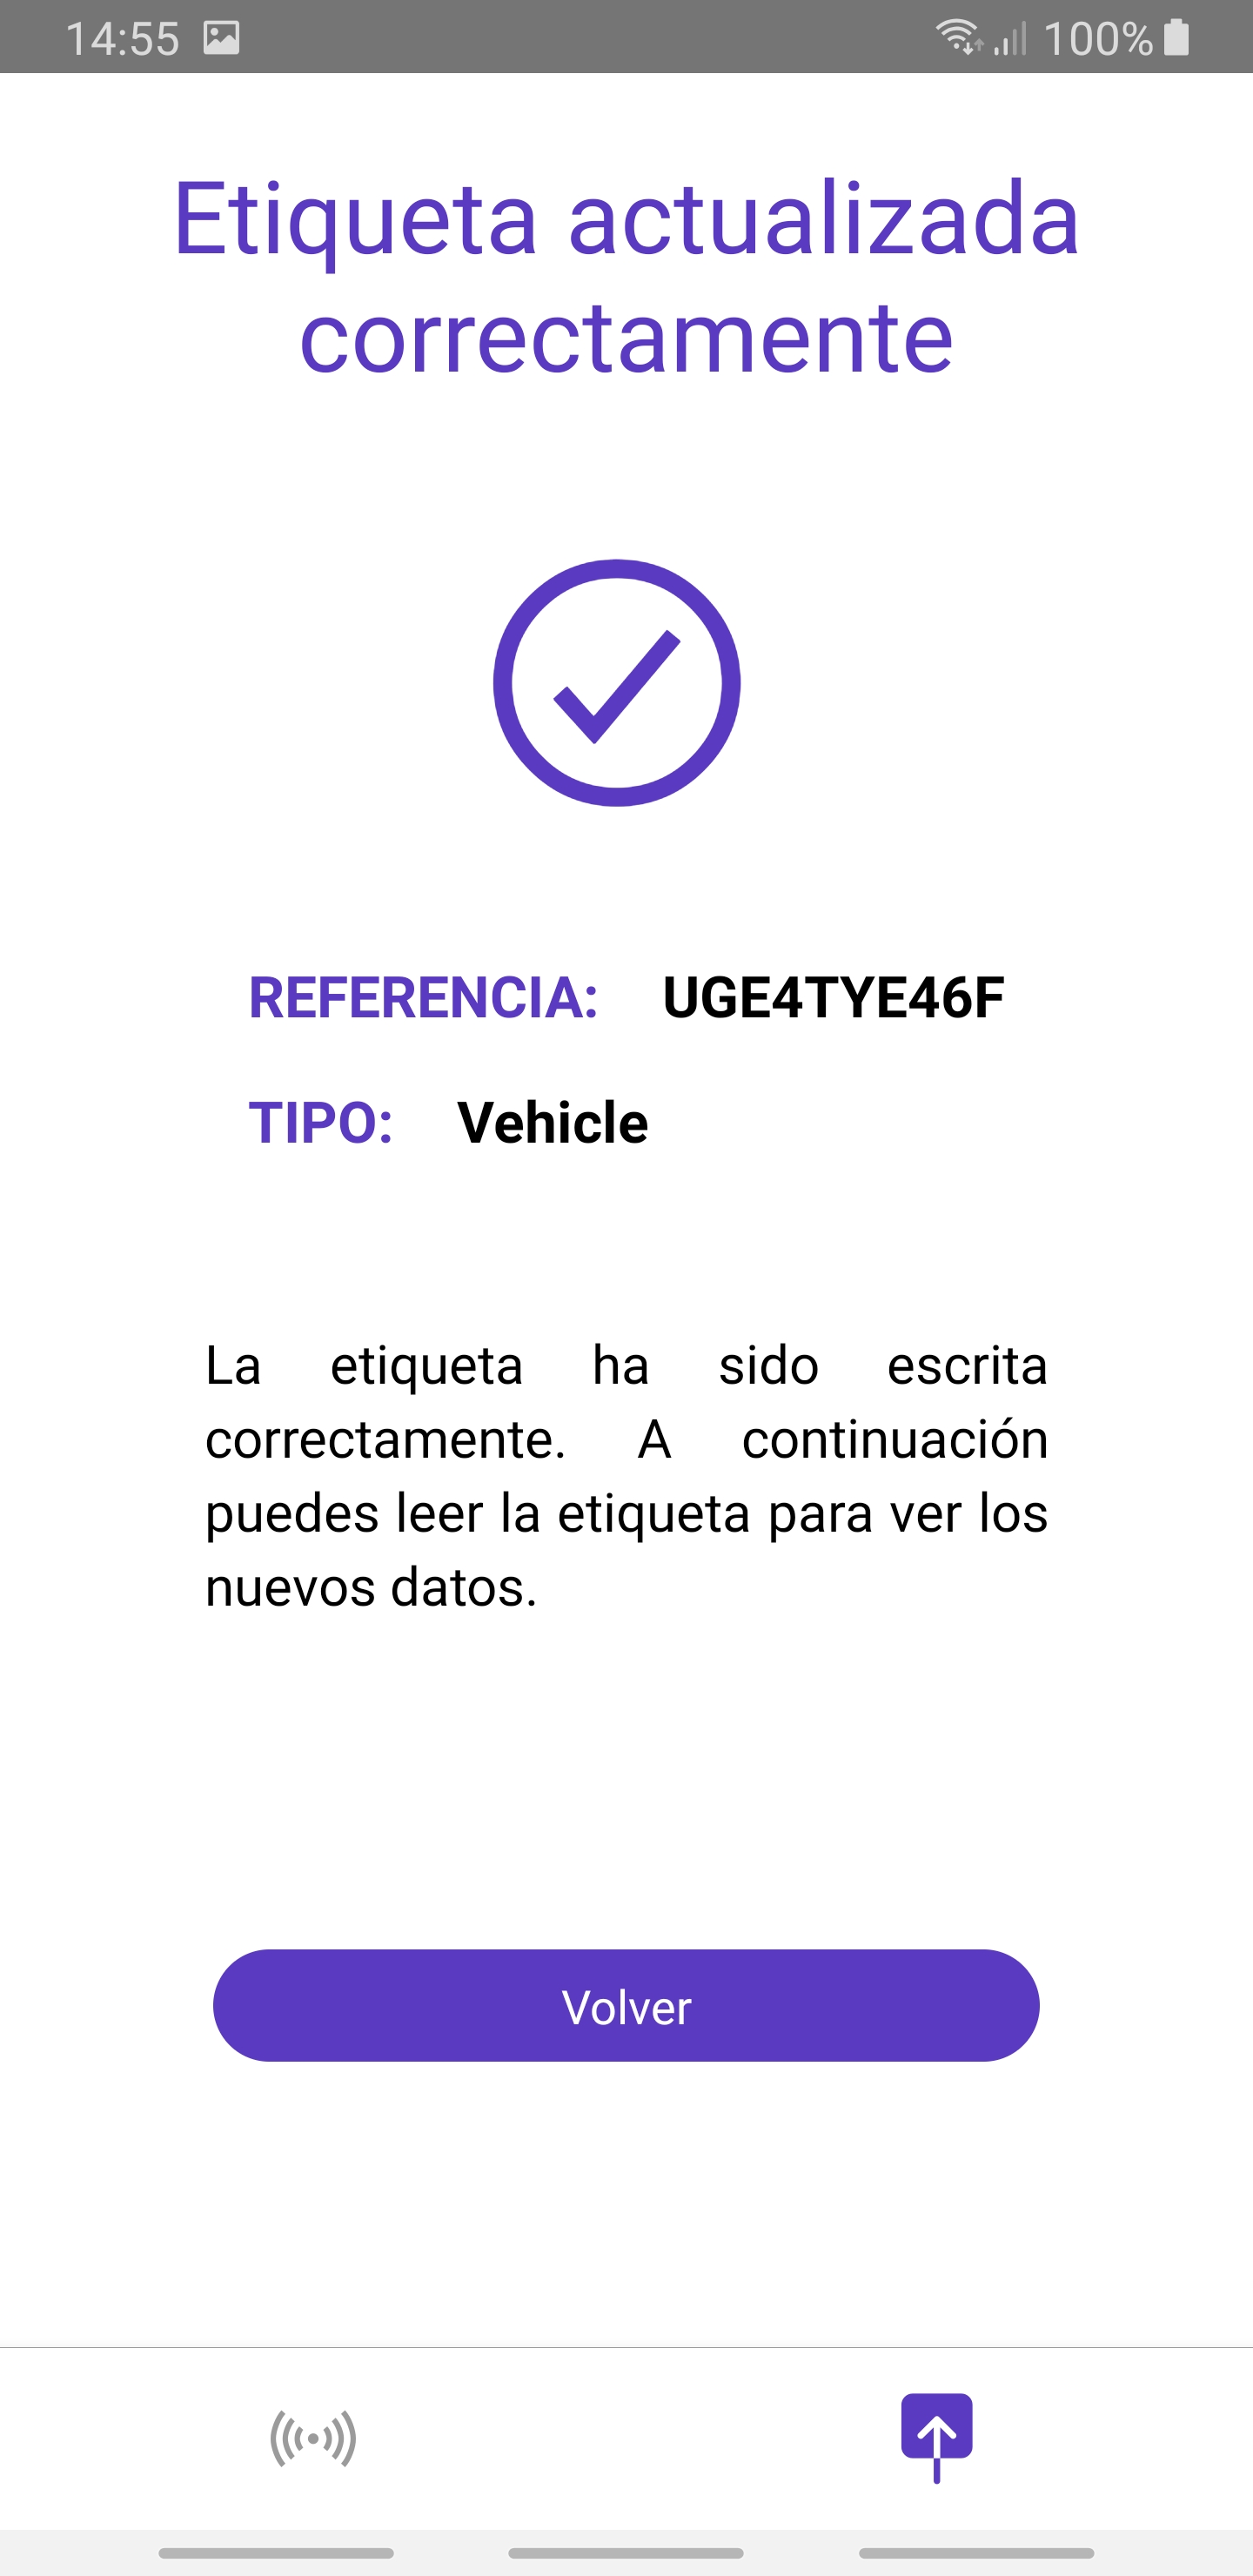 14:55 100%
Etiqueta actualizada
correctamente
REFERENCIA: UGE4TYE46F
TIPO: Vehicle
La etiqueta ha sido escrita
correctamente. A continuación
puedes leer la etiqueta para ver los
nuevos datos.
Volver